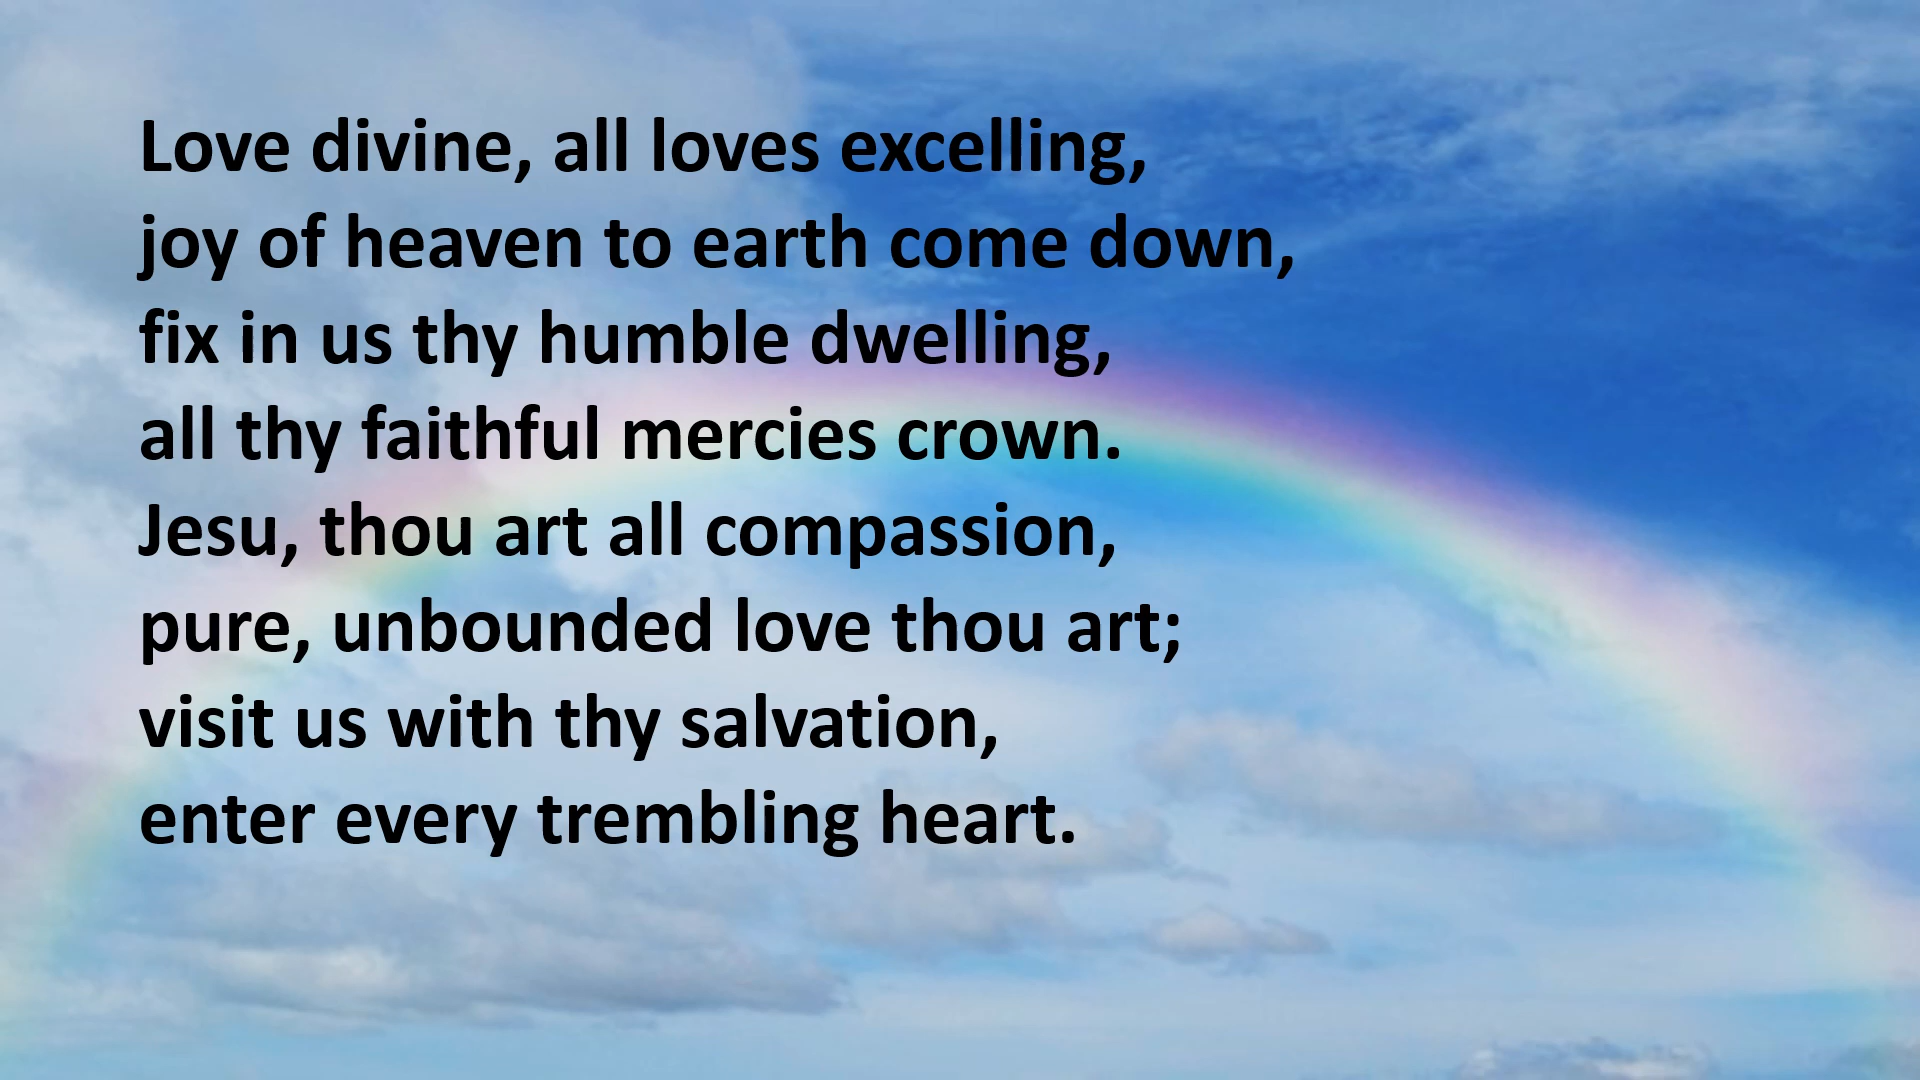 Love divine, all loves excelling,
joy of heaven to earth come down,
fix in us thy humble dwelling,
all thy faithful mercies crown.
Jesu, thou art all compassion,
pure, unbounded love thou art;
visit us with thy salvation,
enter every trembling heart.